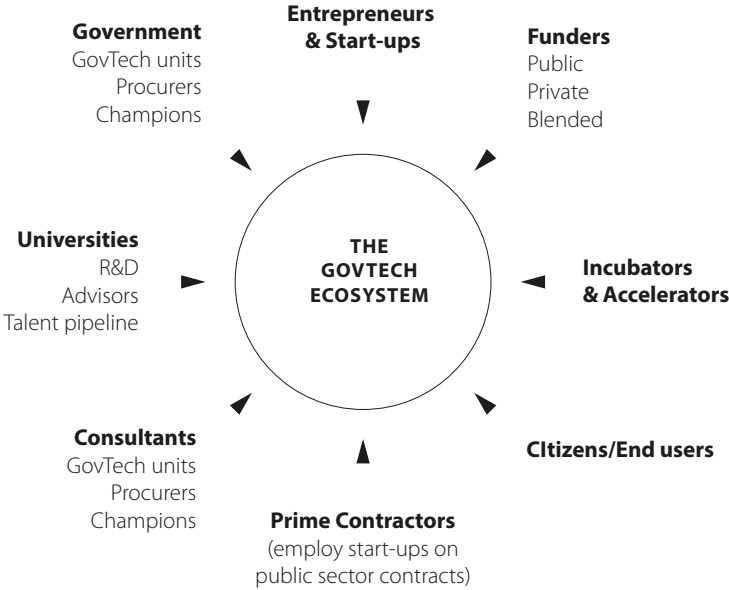 Entrepreneurs
& Start-ups
Government
GovTech units
Procurers
Champions
Funders
Public
Private
Blended
Universities
R&D
Advisors
Talent pipeline
THE
GOVTECH
ECOSYSTEM
Incubators
& Accelerators
Consultants
GovTech units
Procurers
Champions
CItizens/End users
Prime Contractors
(employ start-ups on
public sector contracts)